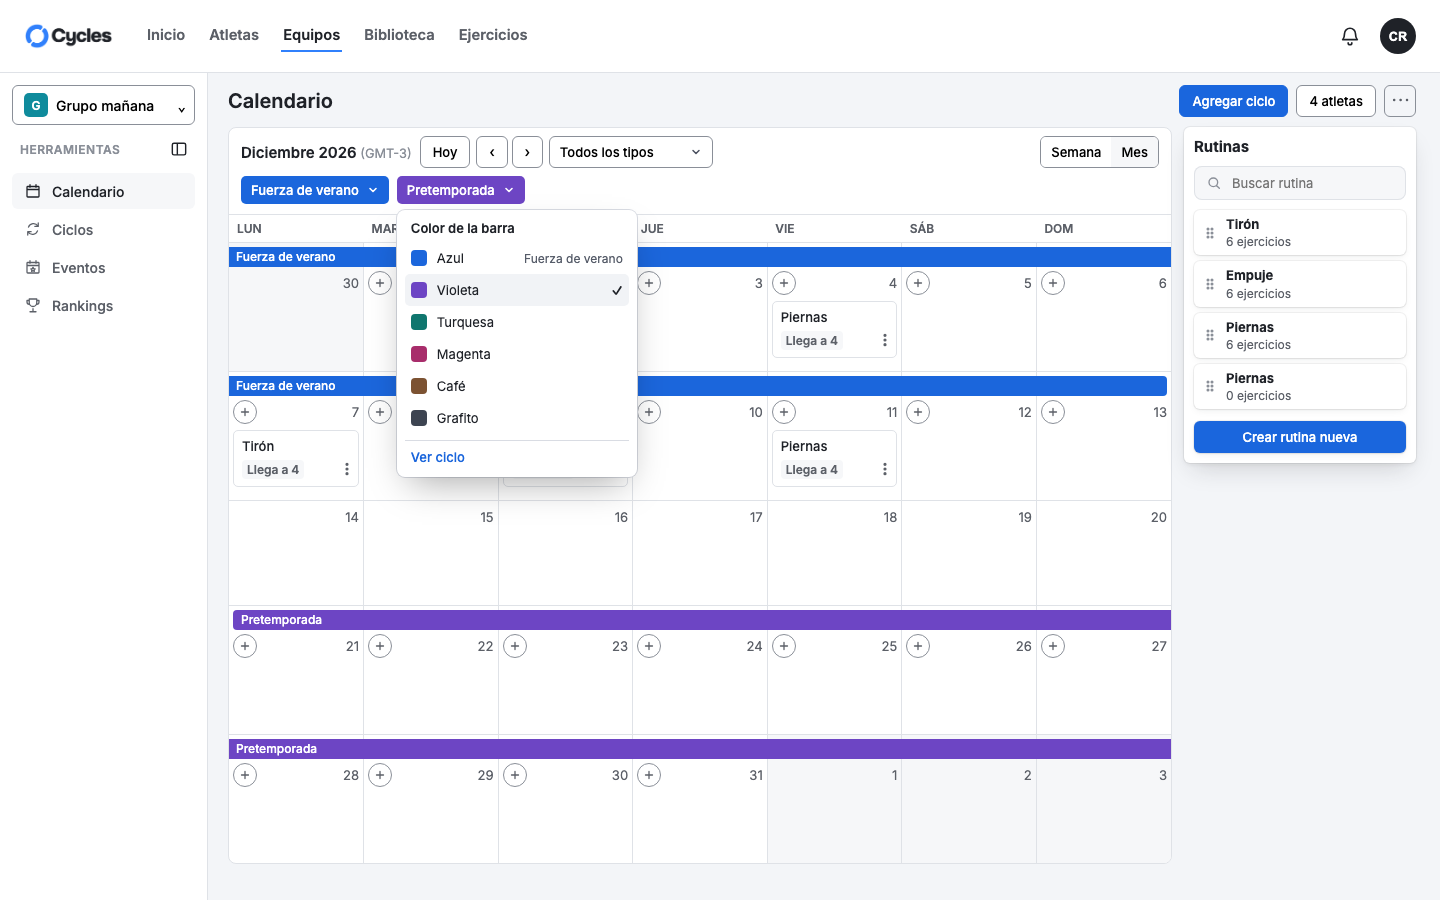 Cycles
Inicio
Atletas
Equipos
Biblioteca
Ejercicios
CR
G
Grupo mañana
HERRAMIENTAS
Calendario
Ciclos
Eventos
Rankings
Calendario
Agregar ciclo
4 atletas
Diciembre 2026 (GMT-3)
Hoy
Todos los tipos
Semana
Mes
Fuerza de verano
Pretemporada
Color de la barra
Azul
Fuerza de verano
Violeta
Turquesa
Magenta
Café
Grafito
Ver ciclo
LUN
MAR
JUE
VIE
SÁB
DOM
Fuerza de verano
30
3
4
5
6
Piernas
Llega a 4
Fuerza de verano
7
10
11
12
13
Tirón
Llega a 4
Piernas
Llega a 4
14
15
16
17
18
19
20
Pretemporada
21
22
23
24
25
26
27
Pretemporada
28
29
30
31
1
2
3
Rutinas
Buscar rutina
Tirón
6 ejercicios
Empuje
6 ejercicios
Piernas
6 ejercicios
Piernas
0 ejercicios
Crear rutina nueva